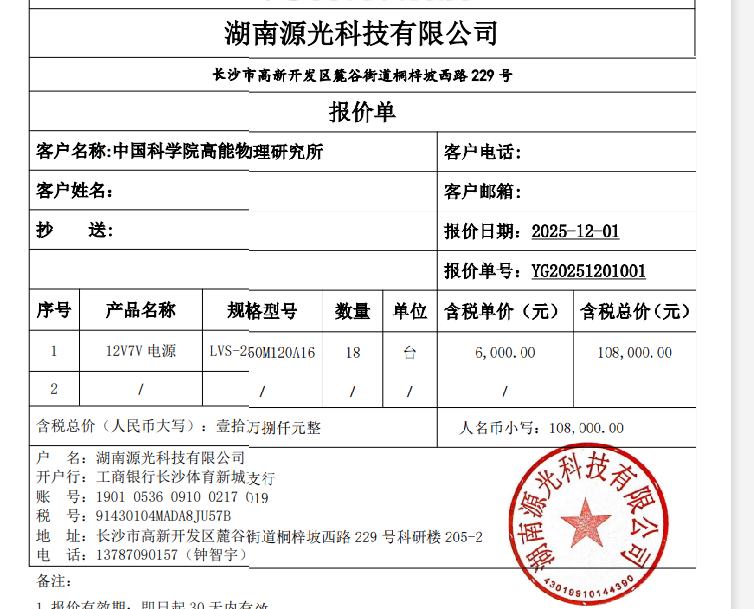 湖南源光科技有限公司
长沙市高新开发区麓谷街道桐梓坡西路 229 号
报价单
客户名称:中国科学院高能物理研究所 客户电话:
客户姓名: 客户邮箱:
抄 送: 报价日期: 2025-12-01
报价单号: YG20251201001
序号 产品名称 规格型号 数量 单位 含税单价（元） 含税总价(元)
1 12V7V 电源 LVS-250M120A16 18 台 6,000.00 108,000.00
2 / / / / /
含税总价（人民币大写）: 壹拾万捌仟元整 人名币小写: 108,000.00
户 名: 湖南源光科技有限公司
开户行: 工商银行长沙体育新城支行
账 号: 1901 0536 0910 0217 019
税 号: 91430104MADA8JU57B
地 址: 长沙市高新开发区麓谷街道桐梓坡西路 229 号科研楼 205-2
电 话: 13787090157（钟智宇）
湖南源光科技有限公司
43010910144390
备注:
1. 报价有效期: 即日起 30 天内有效